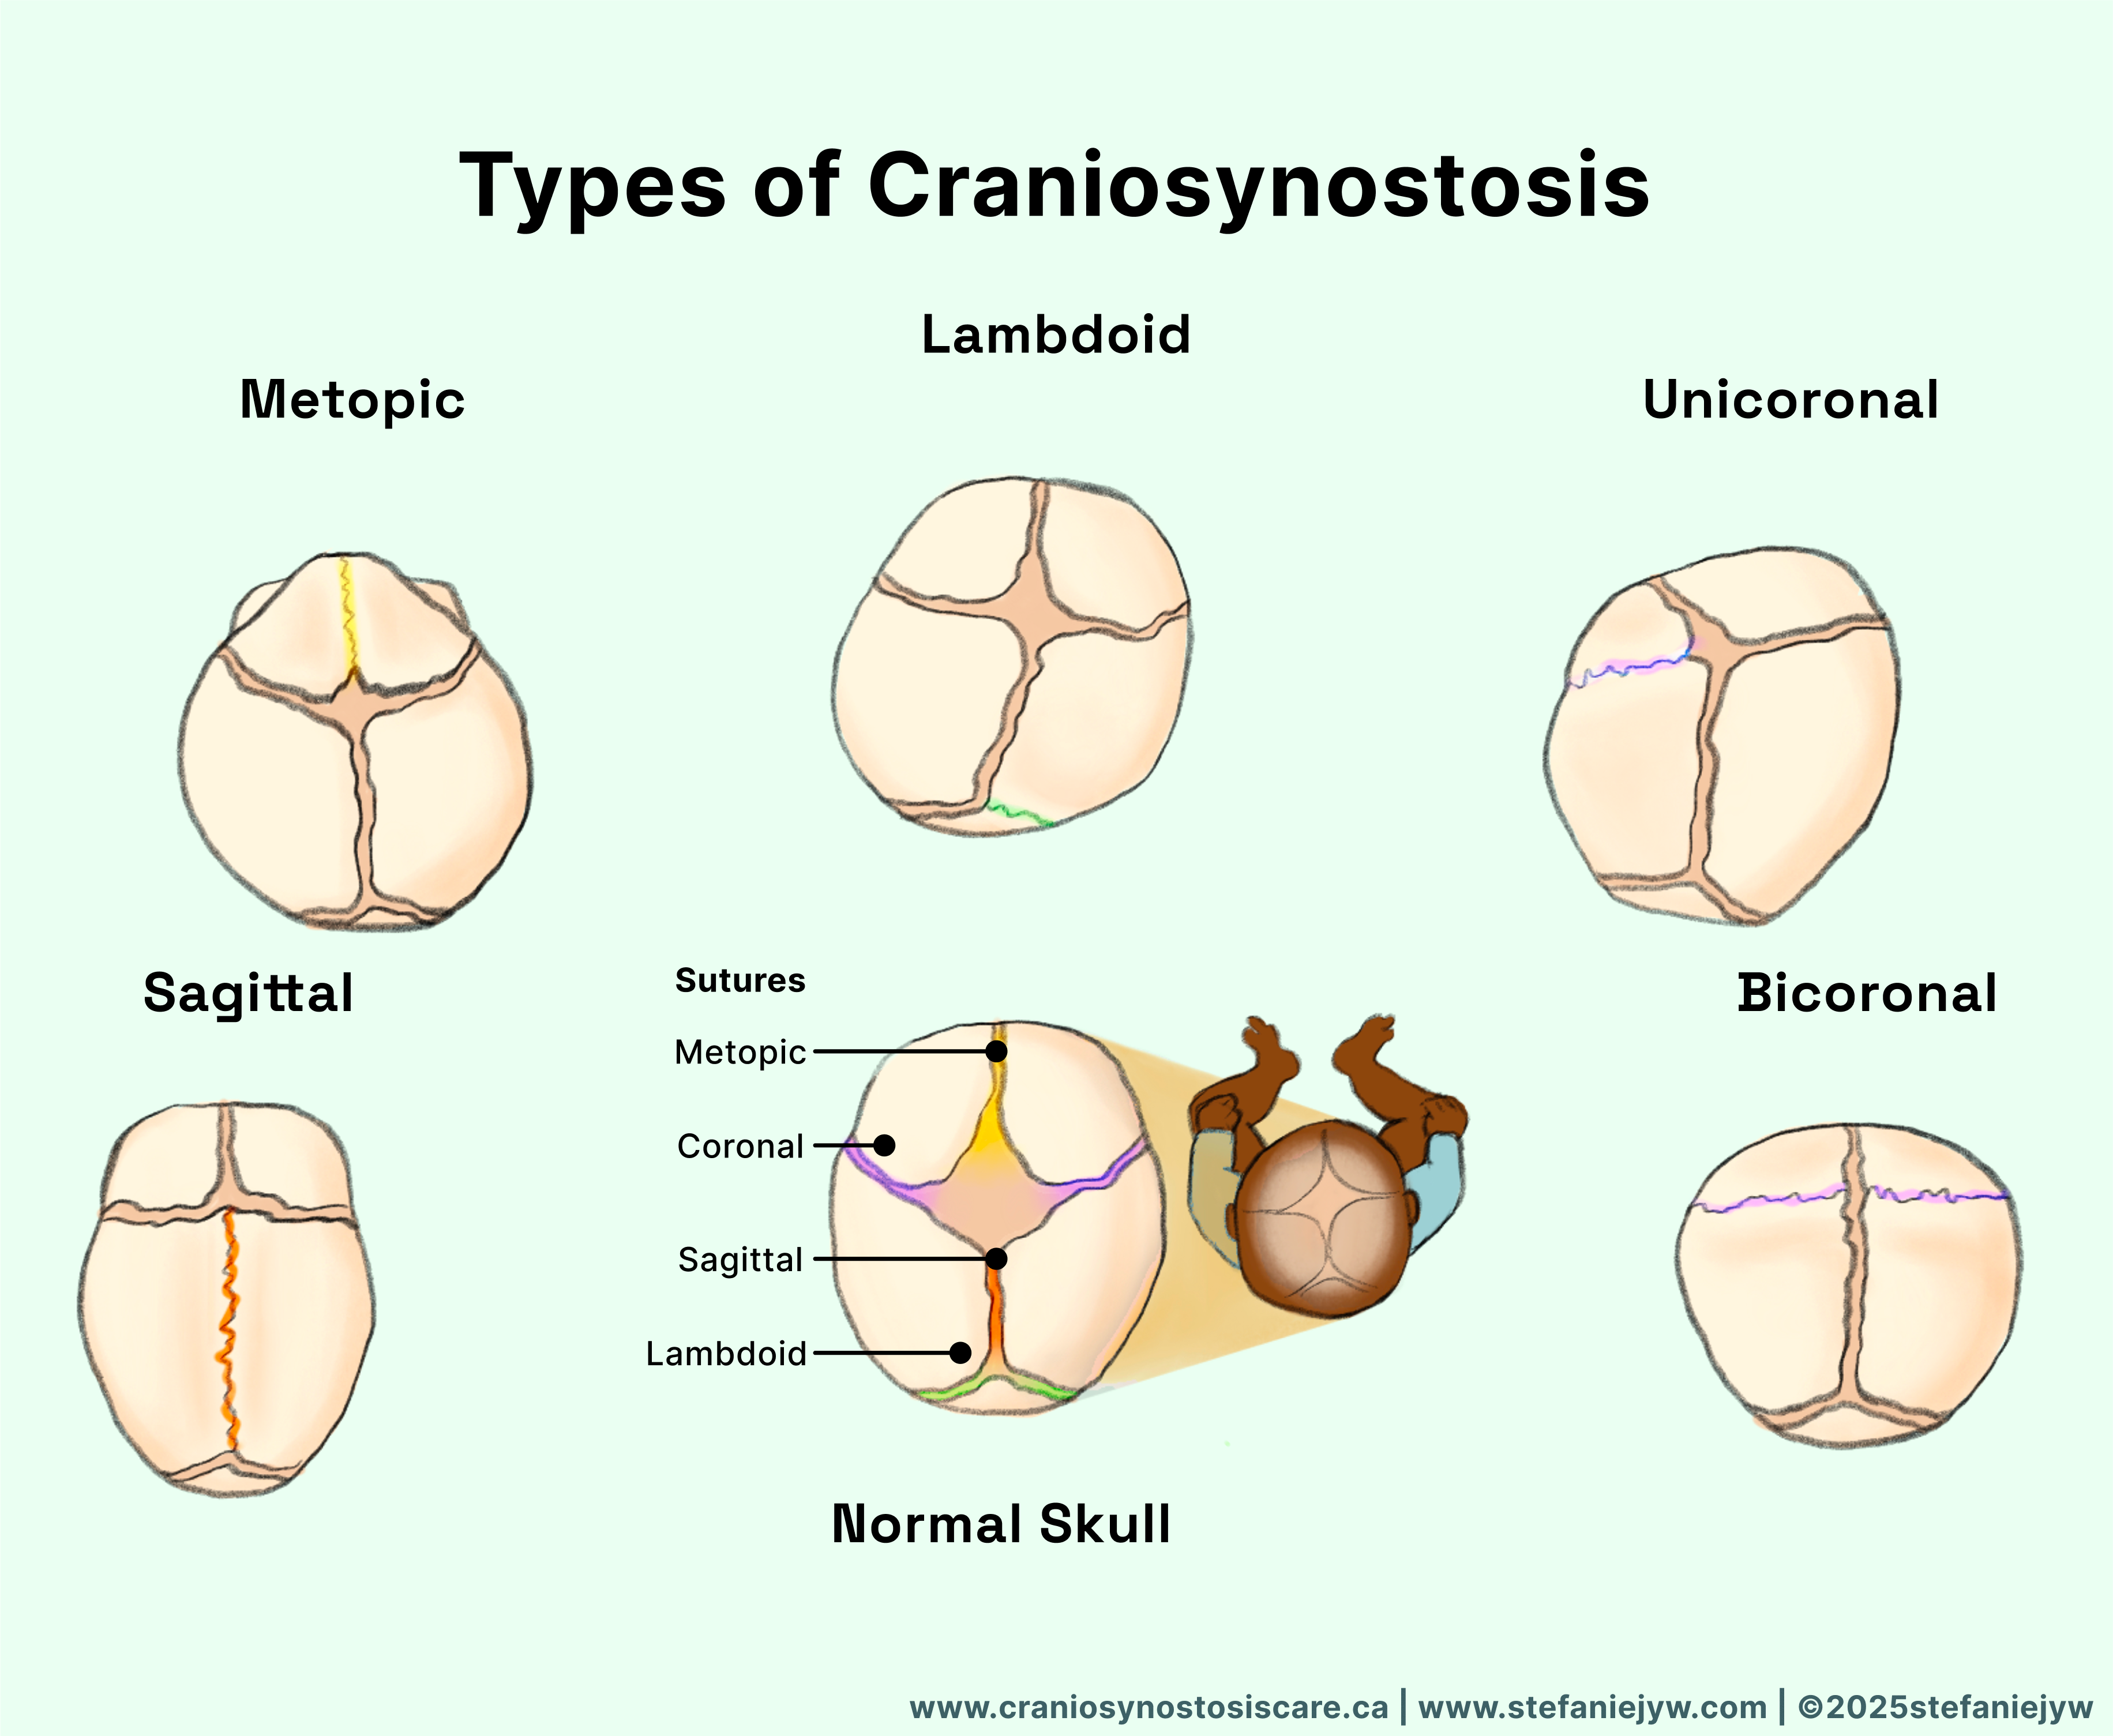 Types of Craniosynostosis
Lambdoid
Metopic
Unicoronal
Sagittal
Bicoronal
Sutures
Metopic
Coronal
Sagittal
Lambdoid
Normal Skull
www.craniosynostosiscare.ca | www.stefaniejyw.com | ©2025stefaniejyw